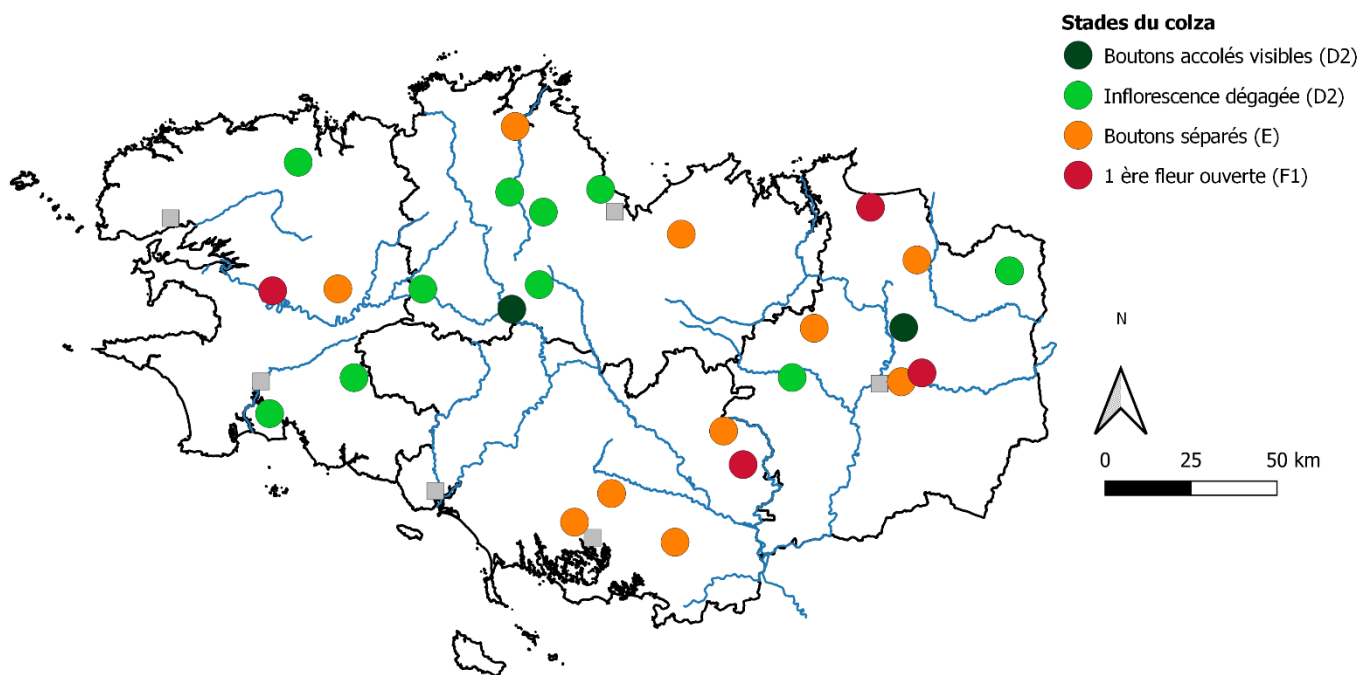 Stades du colza
Boutons accolés visibles (D2)
Inflorescence dégagée (D2)
Boutons séparés (E)
1 ère fleur ouverte (F1)
N
0 25 50 km